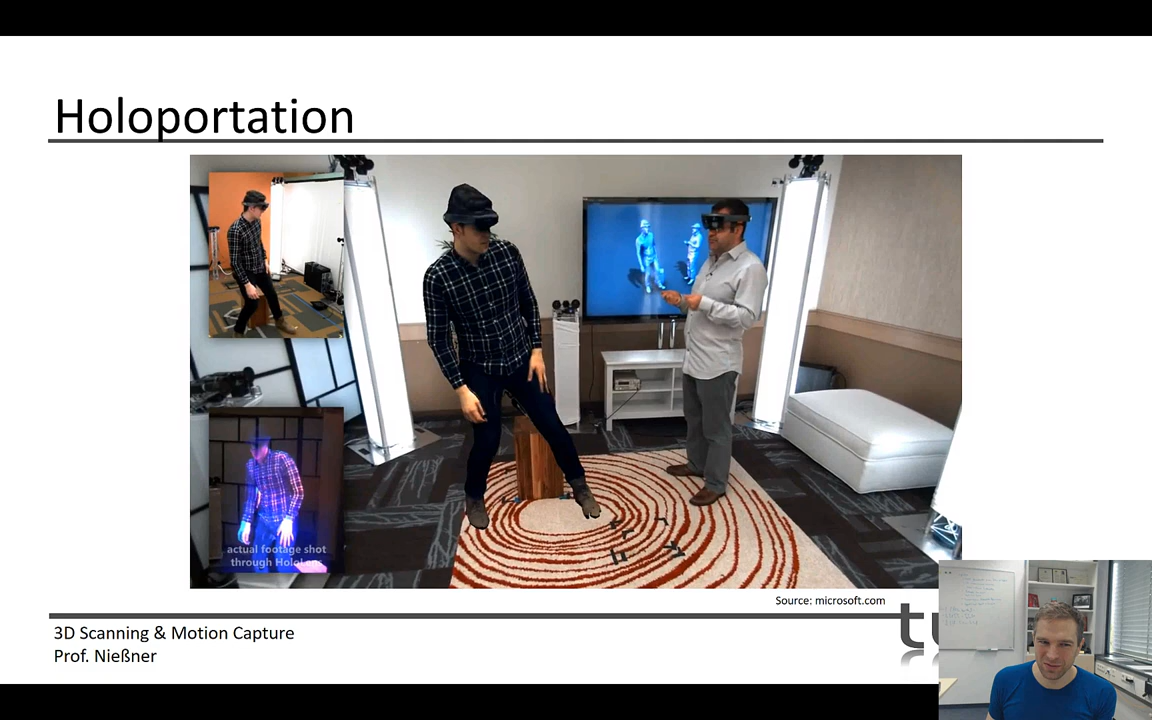 Holoportation
actual footage shot
through HoloLens
Source: microsoft.com
3D Scanning & Motion Capture
Prof. Nießner